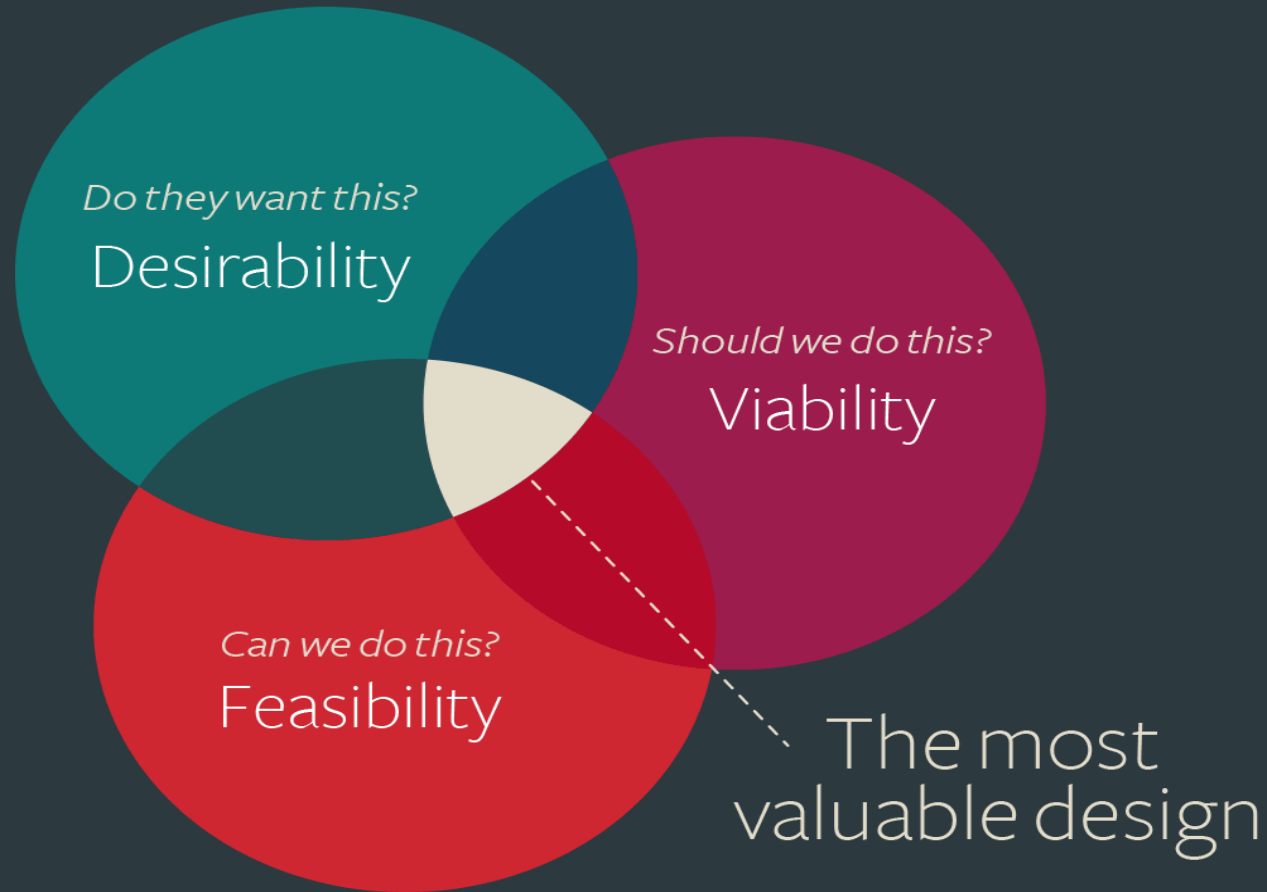 Do they want this?
Desirability
Should we do this?
Viability
Can we do this?
Feasibility
The most
valuable design